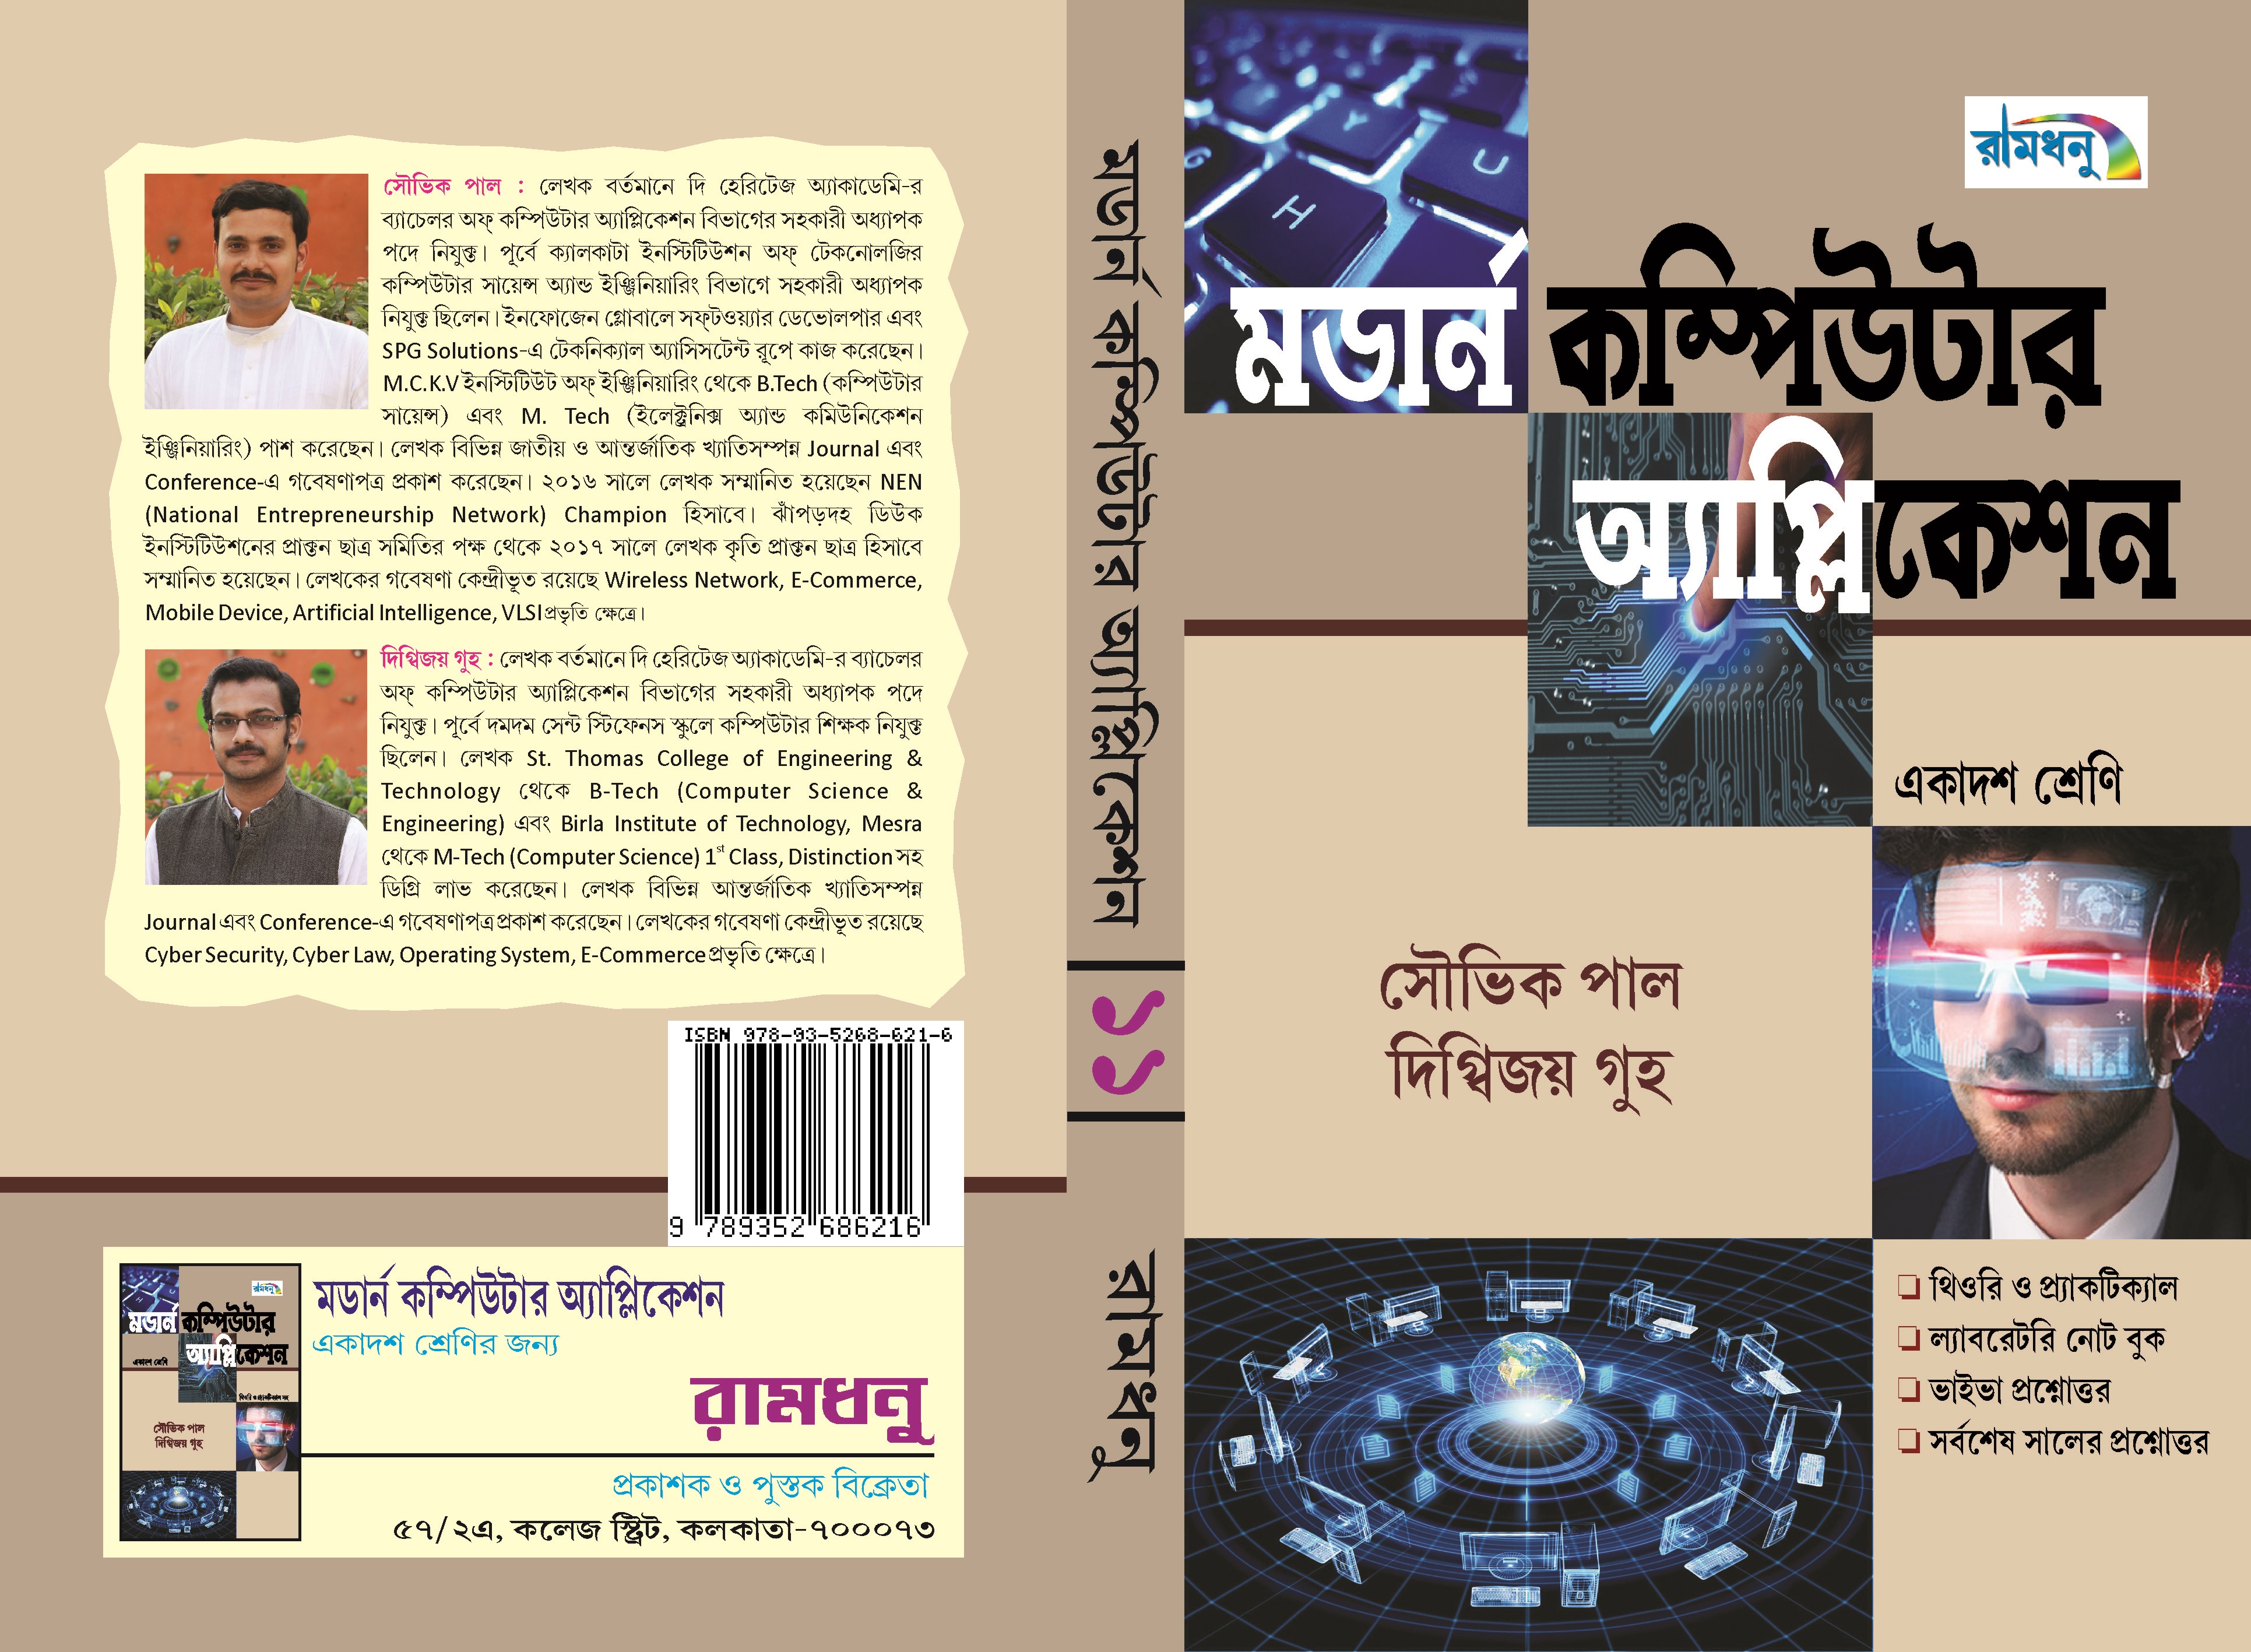 সৌভিক পাল : লেখক বর্তমানে দি হেরিটেজ অ্যাকাডেমি-র
ব্যাচেলর অফ্ কম্পিউটার অ্যাপ্লিকেশন বিভাগের সহকারী অধ্যাপক
পদে নিযুক্ত। পূর্বে ক্যালকাটা ইনস্টিটিউশন অফ্ টেকনোলজির
কম্পিউটার সায়েন্স অ্যান্ড ইঞ্জিনিয়ারিং বিভাগে সহকারী অধ্যাপক
নিযুক্ত ছিলেন। ইনফোজেন গ্লোবালে সফ্টওয়্যার ডেভোলপার এবং
SPG Solutions-এ টেকনিক্যাল অ্যাসিসটেন্ট রূপে কাজ করেছেন।
M.C.K.V ইনস্টিটিউট অফ্ ইঞ্জিনিয়ারিং থেকে B.Tech (কম্পিউটার
সায়েন্স) এবং M. Tech (ইলেক্ট্রনিক্স অ্যান্ড কমিউনিকেশন
ইঞ্জিনিয়ারিং) পাশ করেছেন। লেখক বিভিন্ন জাতীয় ও আন্তর্জাতিক খ্যাতিসম্পন্ন Journal এবং
Conference-এ গবেষণাপত্র প্রকাশ করেছেন। ২০১৬ সালে লেখক সম্মানিত হয়েছেন NEN
(National Entrepreneurship Network) Champion হিসাবে। ঝাঁপড়দহ ডিউক
ইনস্টিটিউশনের প্রাক্তন ছাত্র সমিতির পক্ষ থেকে ২০১৭ সালে লেখক কৃতি প্রাক্তন ছাত্র হিসাবে
সম্মানিত হয়েছেন। লেখকের গবেষণা কেন্দ্রীভূত রয়েছে Wireless Network, E-Commerce,
Mobile Device, Artificial Intelligence, VLSI প্রভৃতি ক্ষেত্রে।
দিগ্বিজয় গুহ : লেখক বর্তমানে দি হেরিটেজ অ্যাকাডেমি-র ব্যাচেলর
অফ্ কম্পিউটার অ্যাপ্লিকেশন বিভাগের সহকারী অধ্যাপক পদে
নিযুক্ত। পূর্বে দমদম সেন্ট স্টিফেনস স্কুলে কম্পিউটার শিক্ষক নিযুক্ত
ছিলেন। লেখক St. Thomas College of Engineering &
Technology থেকে B-Tech (Computer Science &
Engineering) এবং Birla Institute of Technology, Mesra
থেকে M-Tech (Computer Science) 1st Class, Distinction সহ
ডিগ্রি লাভ করেছেন। লেখক বিভিন্ন আন্তর্জাতিক খ্যাতিসম্পন্ন
Journal এবং Conference-এ গবেষণাপত্র প্রকাশ করেছেন। লেখকের গবেষণা কেন্দ্রীভূত রয়েছে
Cyber Security, Cyber Law, Operating System, E-Commerce প্রভৃতি ক্ষেত্রে।
ISBN 978-93-5268-621-6
9 789352 686216
মডার্ন কম্পিউটার
অ্যাপ্লিকেশন
একাদশ শ্রেণি
সৌভিক পাল
দিগ্বিজয় গুহ
মডার্ন কম্পিউটার অ্যাপ্লিকেশন
একাদশ শ্রেণির জন্য
রামধনু
প্রকাশক ও পুস্তক বিক্রেতা
৫৭/২এ, কলেজ স্ট্রিট, কলকাতা-৭০০০৭৩
মডার্ন কম্পিউটার অ্যাপ্লিকেশন
১১
রামধনু
রামধনু
Y
U
G
H
মডার্ন কম্পিউটার
অ্যাপ্লিকেশন
একাদশ শ্রেণি
সৌভিক পাল
দিগ্বিজয় গুহ
থিওরি ও প্র্যাকটিক্যাল
ল্যাবরেটরি নোট বুক
ভাইভা প্রশ্নোত্তর
সর্বশেষ সালের প্রশ্নোত্তর